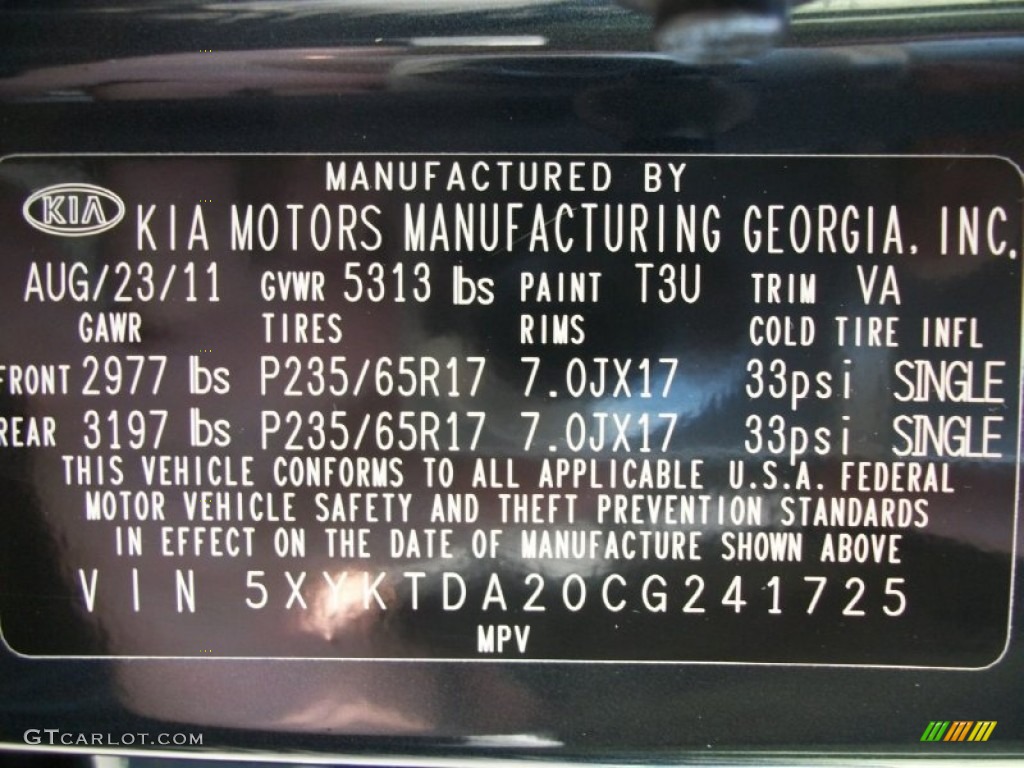 MANUFACTURED BY
KIA KIA MOTORS MANUFACTURING GEORGIA, INC.
AUG/23/11 GVWR 5313 lbs PAINT T3U TRIM VA
GAWR TIRES RIMS COLD TIRE INFL
FRONT 2977 lbs P235/65R17 7.0JX17 33psi SINGLE
REAR 3197 lbs P235/65R17 7.0JX17 33psi SINGLE
THIS VEHICLE CONFORMS TO ALL APPLICABLE U.S.A. FEDERAL
MOTOR VEHICLE SAFETY AND THEFT PREVENTION STANDARDS
IN EFFECT ON THE DATE OF MANUFACTURE SHOWN ABOVE
VIN 5XYKTDA20CG241725
MPV
GTCARLOT.COM